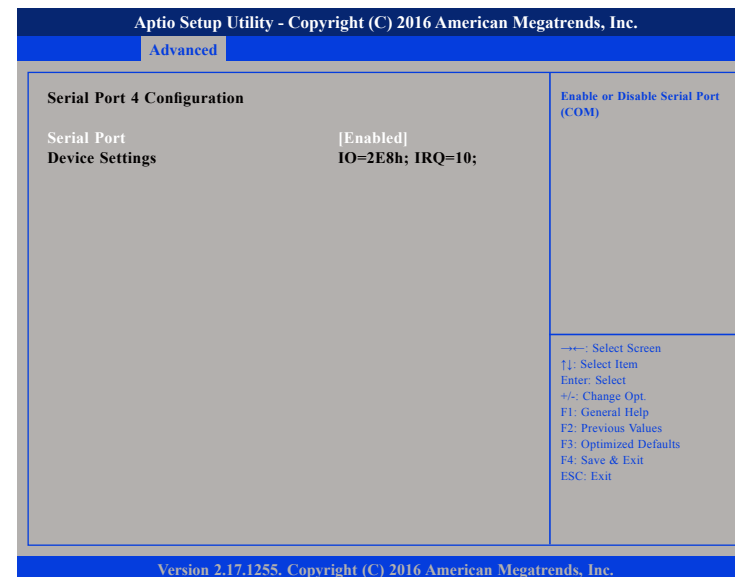 Aptio Setup Utility - Copyright (C) 2016 American Megatrends, Inc.
Advanced
Serial Port 4 Configuration
Serial Port [Enabled]
Device Settings IO=2E8h; IRQ=10;
Enable or Disable Serial Port
(COM)
→←: Select Screen
↑↓: Select Item
Enter: Select
+/-: Change Opt.
F1: General Help
F2: Previous Values
F3: Optimized Defaults
F4: Save & Exit
ESC: Exit
Version 2.17.1255. Copyright (C) 2016 American Megatrends, Inc.